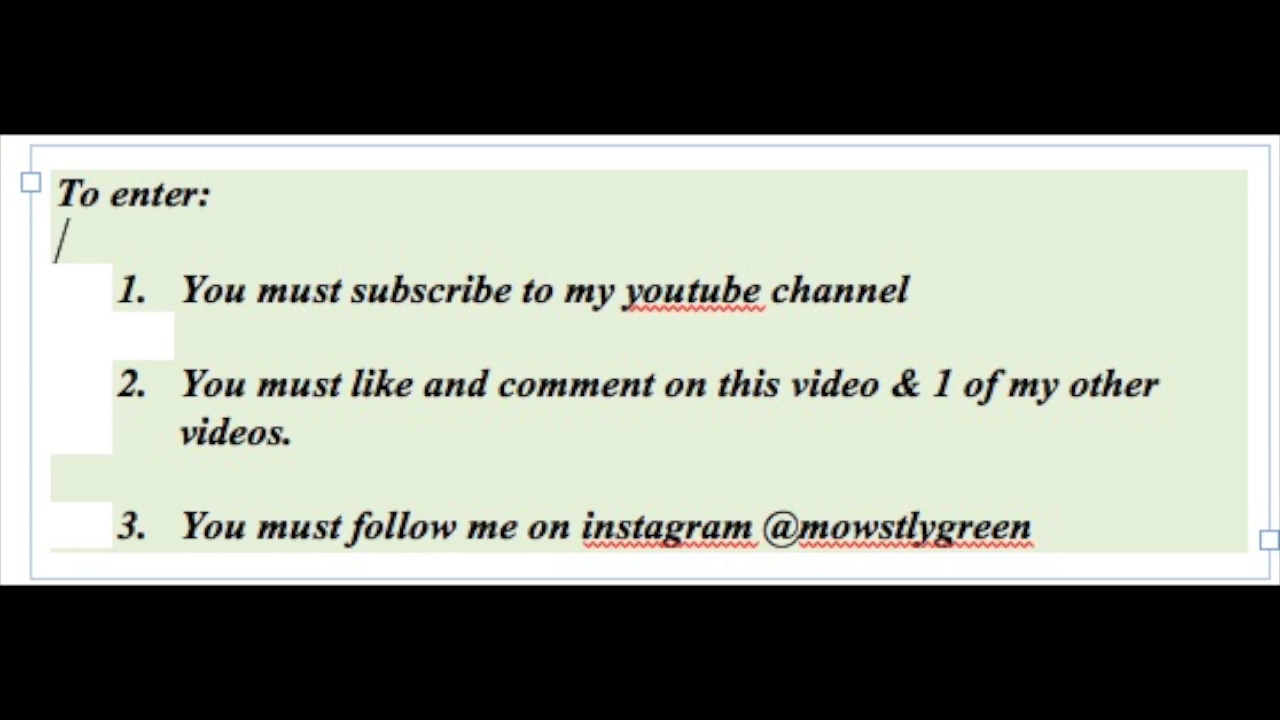 To enter:
1. You must subscribe to my youtube channel
2. You must like and comment on this video & 1 of my other
videos.
3. You must follow me on instagram @mowstlygreen